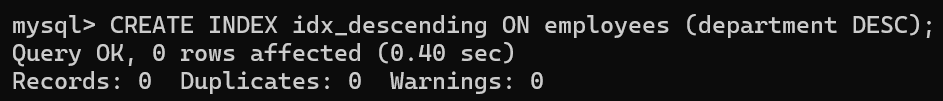 mysql> CREATE INDEX idx_descending ON employees (department DESC);
Query OK, 0 rows affected (0.40 sec)
Records: 0  Duplicates: 0  Warnings: 0